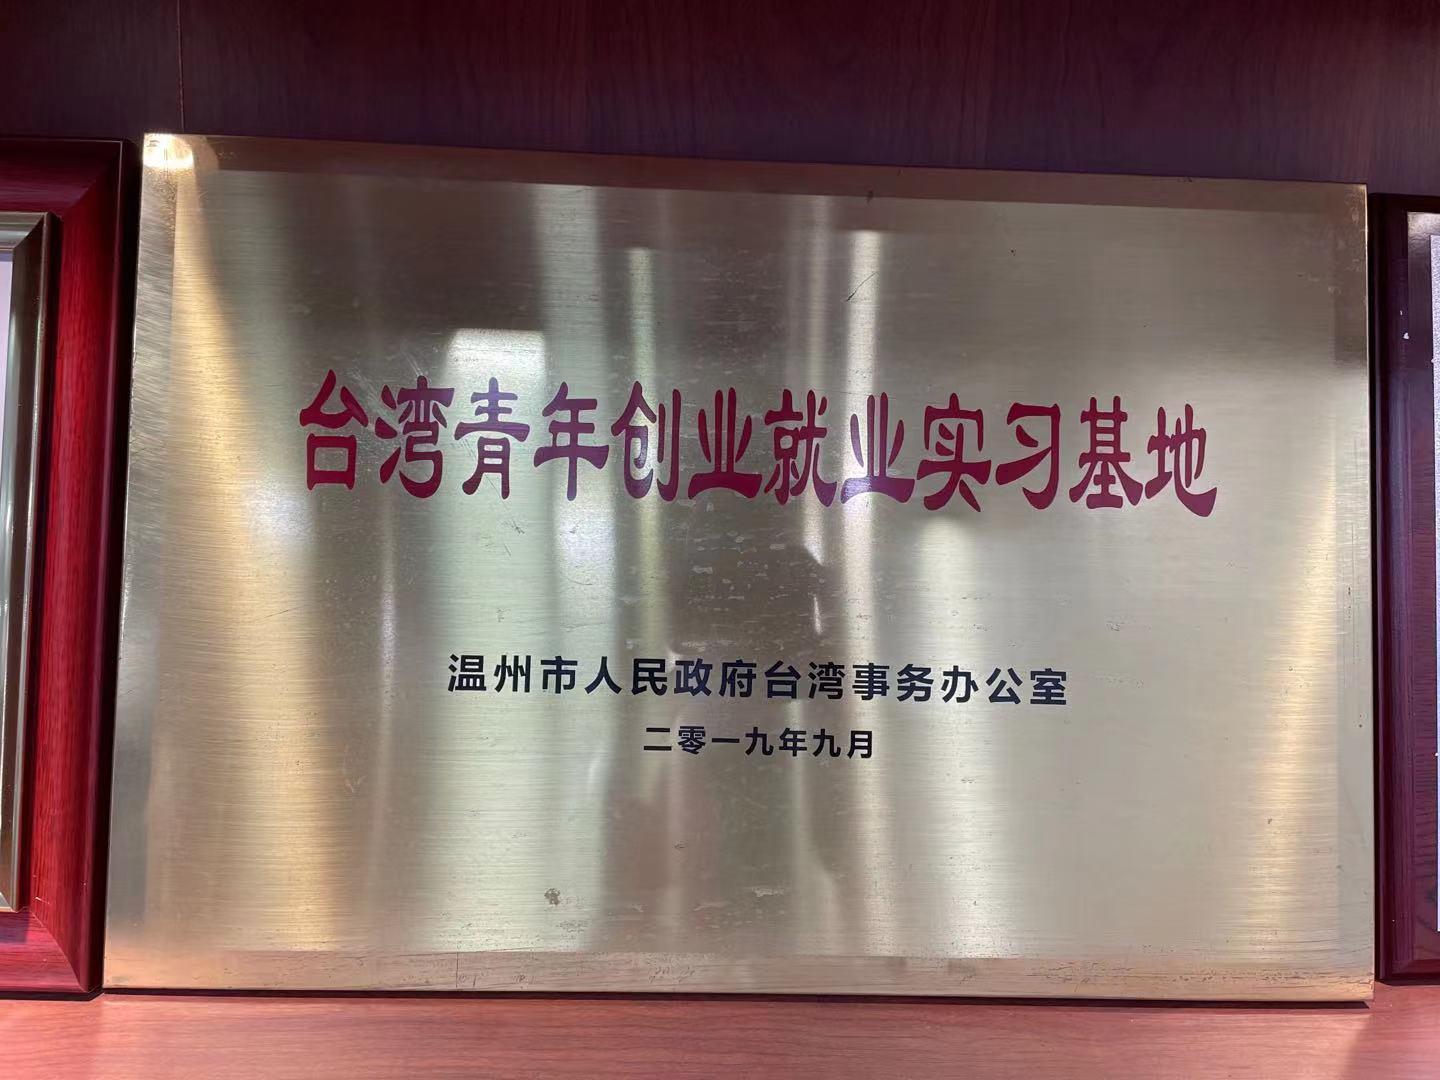 台湾青年创业就业实习基地
温州市人民政府台湾事务办公室
二零一九年九月